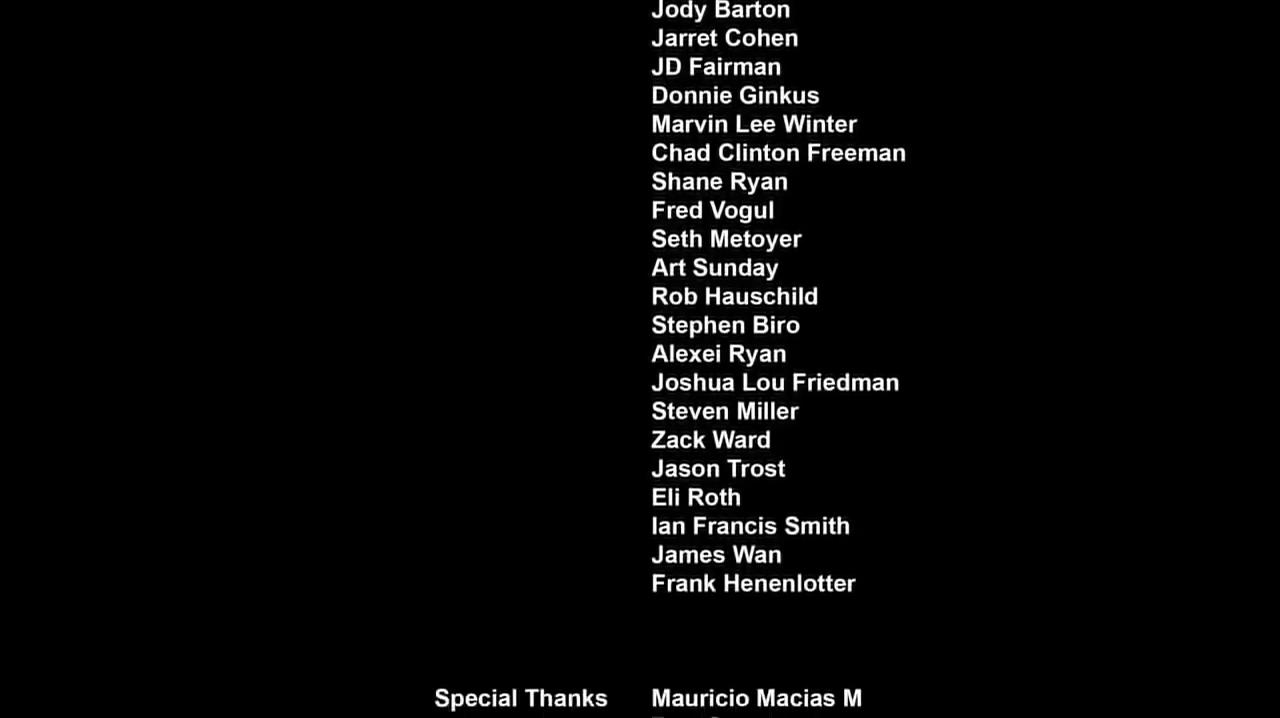 Jody Barton
Jarret Cohen
JD Fairman
Donnie Ginkus
Marvin Lee Winter
Chad Clinton Freeman
Shane Ryan
Fred Vogul
Seth Metoyer
Art Sunday
Rob Hauschild
Stephen Biro
Alexei Ryan
Joshua Lou Friedman
Steven Miller
Zack Ward
Jason Trost
Eli Roth
Ian Francis Smith
James Wan
Frank Henenlotter
Special Thanks Mauricio Macias M